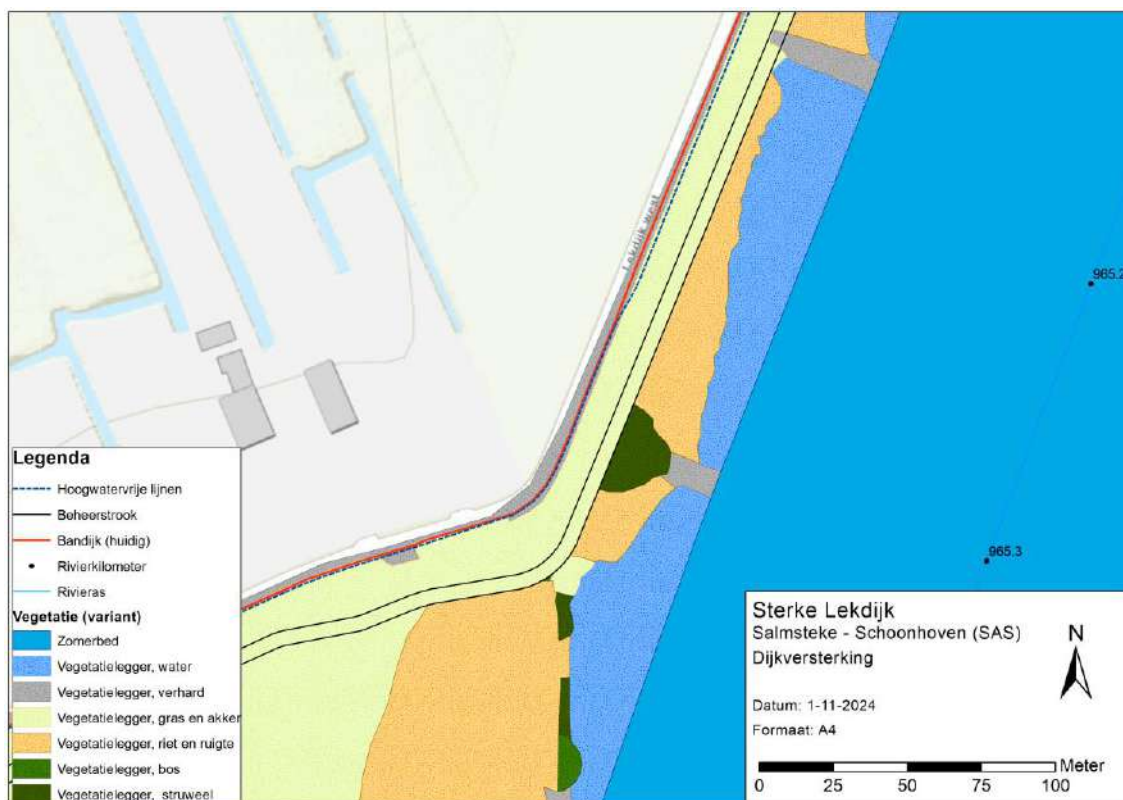 Lekdijk west
965.2
965.3
Legenda
Hoogwatervrije lijnen
Beheerstrook
Bandijk (huidig)
Rivierkilometer
Rivieras
Vegetatie (variant)
Zomerbed
Vegetatielegger, water
Vegetatielegger, verhard
Vegetatielegger, gras en akker
Vegetatielegger, riet en ruigte
Vegetatielegger, bos
Vegetatielegger, struweel
Sterke Lekdijk
Salmsteke - Schoonhoven (SAS)
Dijkversterking
N
Datum: 1-11-2024
Formaat: A4
Meter
0 25 50 75 100